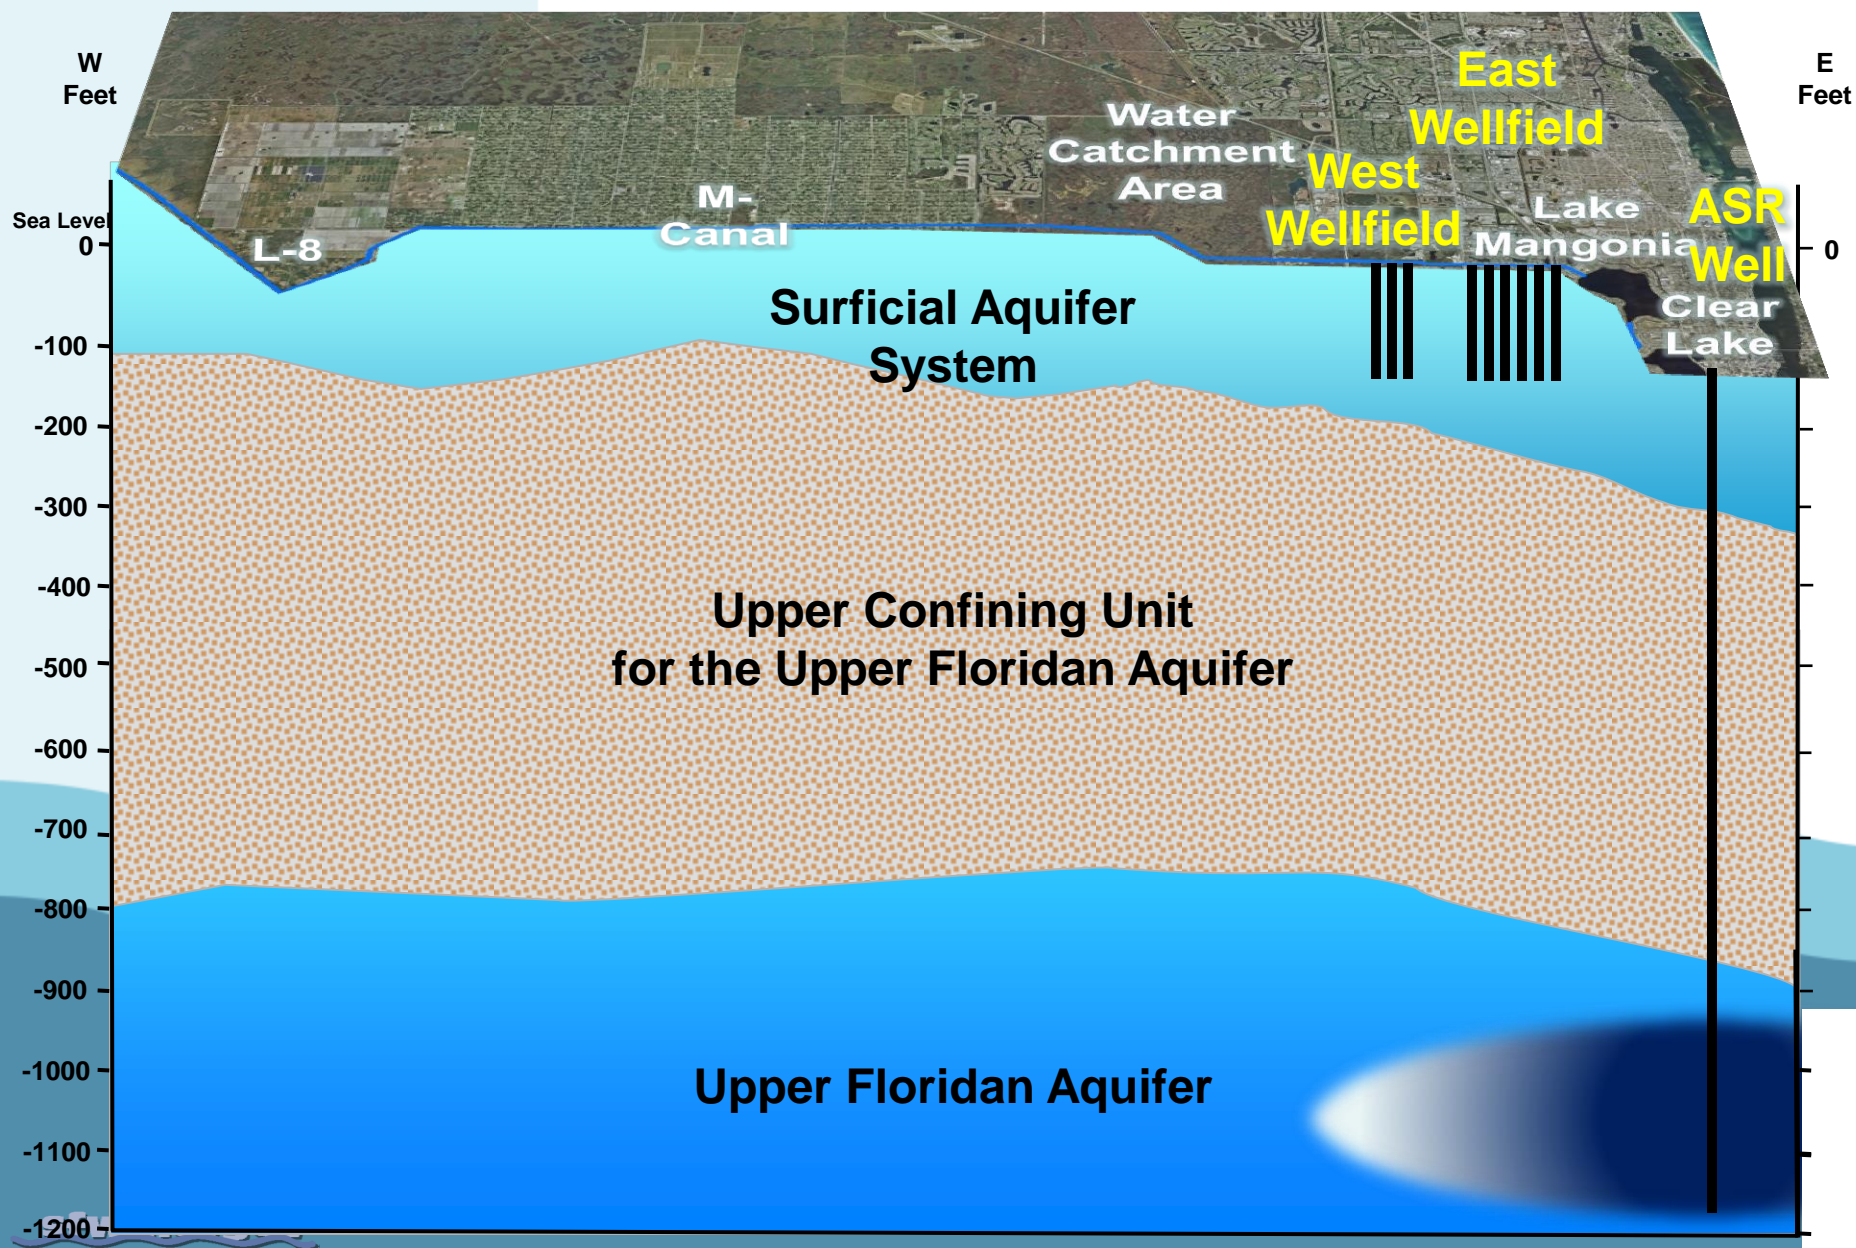 W
Feet
E
Feet
East
Wellfield
Water
Catchment
Area
West
Wellfield
M-
Canal
L-8
Lake
Mangonia
ASR
Well
Clear
Lake
Sea Level
0
0
-100
-200
-300
-400
-500
-600
-700
-800
-900
-1000
-1100
-1200
Surficial Aquifer
System
Upper Confining Unit
for the Upper Floridan Aquifer
Upper Floridan Aquifer